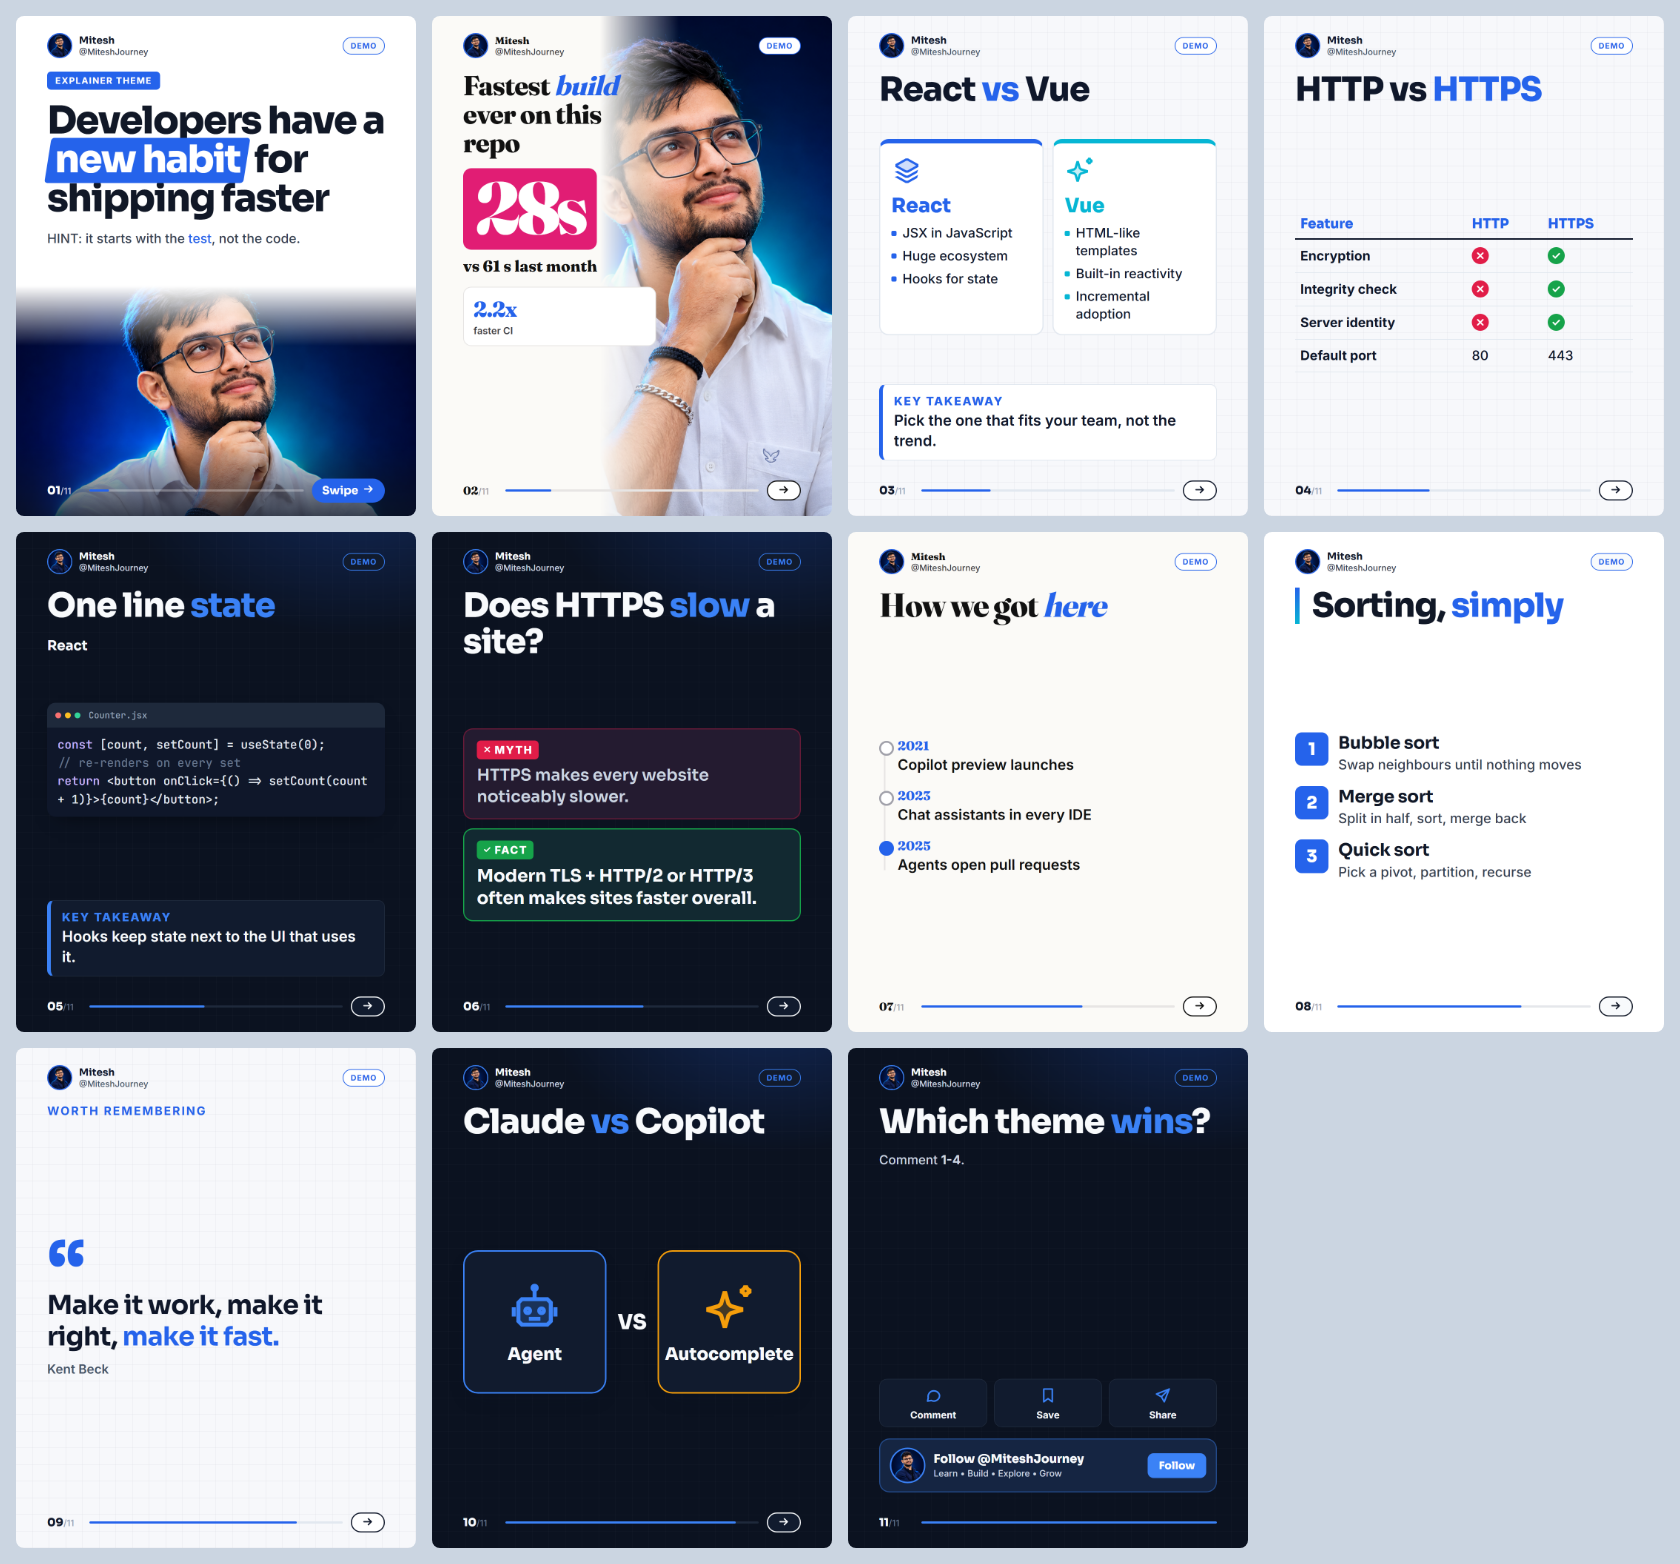 Mitesh
@MiteshJourney
DEMO
EXPLAINER THEME
Developers have a
new habit for
shipping faster
HINT: it starts with the test, not the code.
01/11
Swipe →
Mitesh
@MiteshJourney
DEMO
Fastest build
ever on this
repo
28s
vs 61 s last month
2.2x
faster CI
02/11
→
Mitesh
@MiteshJourney
DEMO
React vs Vue
React
JSX in JavaScript
Huge ecosystem
Hooks for state
Vue
HTML-like
templates
Built-in reactivity
Incremental
adoption
KEY TAKEAWAY
Pick the one that fits your team, not the
trend.
03/11
→
Mitesh
@MiteshJourney
DEMO
HTTP vs HTTPS
Feature HTTP HTTPS
Encryption
Integrity check
Server identity
Default port 80 443
04/11
→
Mitesh
@MiteshJourney
DEMO
One line state
React
Counter.jsx
const [count, setCount] = useState(0);
// re-renders on every set
return <button onClick={() => setCount(count
+ 1)}>{count}</button>;
KEY TAKEAWAY
Hooks keep state next to the UI that uses
it.
05/11
→
Mitesh
@MiteshJourney
DEMO
Does HTTPS slow a
site?
× MYTH
HTTPS makes every website
noticeably slower.
✓ FACT
Modern TLS + HTTP/2 or HTTP/3
often makes sites faster overall.
06/11
→
Mitesh
@MiteshJourney
DEMO
How we got here
2021
Copilot preview launches
2023
Chat assistants in every IDE
2025
Agents open pull requests
07/11
→
Mitesh
@MiteshJourney
DEMO
Sorting, simply
1 Bubble sort
Swap neighbours until nothing moves
2 Merge sort
Split in half, sort, merge back
3 Quick sort
Pick a pivot, partition, recurse
08/11
→
Mitesh
@MiteshJourney
DEMO
WORTH REMEMBERING
“
Make it work, make it
right, make it fast.
Kent Beck
09/11
→
Mitesh
@MiteshJourney
DEMO
Claude vs Copilot
Agent
VS
Autocomplete
10/11
→
Mitesh
@MiteshJourney
DEMO
Which theme wins?
Comment 1-4.
Comment
Save
Share
Follow @MiteshJourney
Learn • Build • Explore • Grow
Follow
11/11